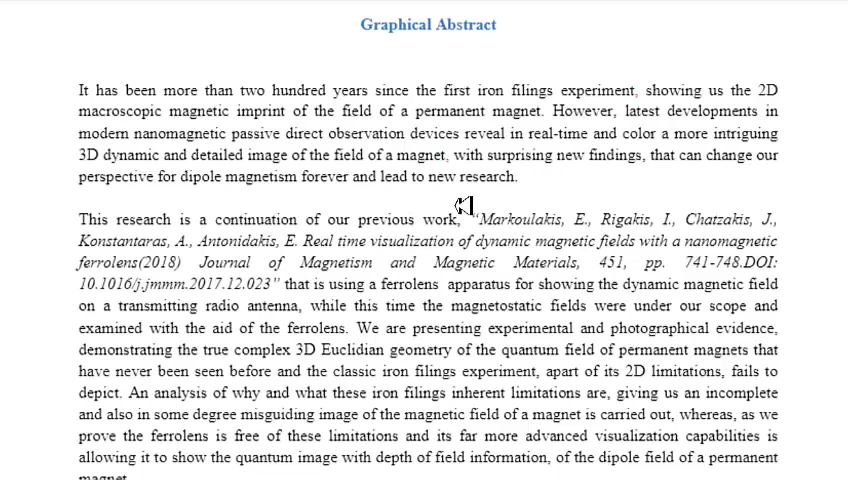 Graphical Abstract
It has been more than two hundred years since the first iron filings experiment, showing us the 2D
macroscopic magnetic imprint of the field of a permanent magnet. However, latest developments in
modern nanomagnetic passive direct observation devices reveal in real-time and color a more intriguing
3D dynamic and detailed image of the field of a magnet, with surprising new findings, that can change our
perspective for dipole magnetism forever and lead to new research.
This research is a continuation of our previous work, "Markoulakis, E., Rigakis, I., Chatzakis, J.,
Konstantaras, A., Antonidakis, E. Real time visualization of dynamic magnetic fields with a nanomagnetic
ferrolens(2018) Journal of Magnetism and Magnetic Materials, 451, pp. 741-748.DOI:
10.1016/j.jmmm.2017.12.023" that is using a ferrolens apparatus for showing the dynamic magnetic field
on a transmitting radio antenna, while this time the magnetostatic fields were under our scope and
examined with the aid of the ferrolens. We are presenting experimental and photographical evidence,
demonstrating the true complex 3D Euclidian geometry of the quantum field of permanent magnets that
have never been seen before and the classic iron filings experiment, apart of its 2D limitations, fails to
depict. An analysis of why and what these iron filings inherent limitations are, giving us an incomplete
and also in some degree misguiding image of the magnetic field of a magnet is carried out, whereas, as we
prove the ferrolens is free of these limitations and its far more advanced visualization capabilities is
allowing it to show the quantum image with depth of field information, of the dipole field of a permanent
magnet